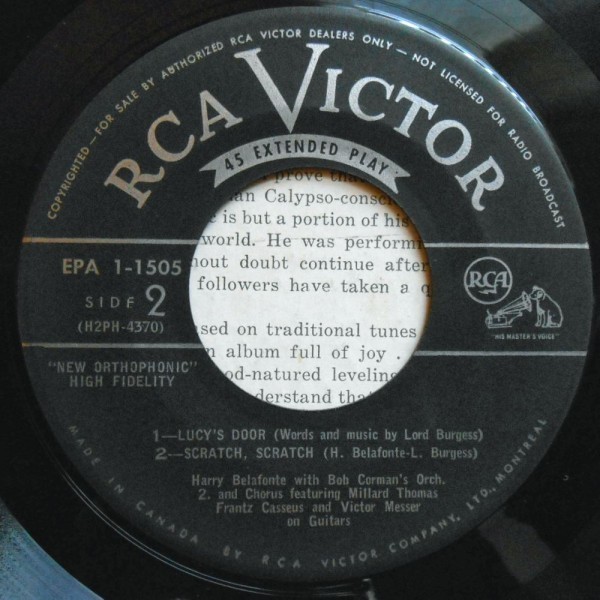 COPYRIGHTED—FOR SALE BY AUTHORIZED RCA VICTOR DEALERS ONLY — NOT LICENSED FOR RADIO BROADCAST
RCA VICTOR
45 EXTENDED PLAY
prove tha
an Calypso-consc
e is but a portion of his
world. He was perform
hout doubt continue after
followers have taken a
sed on traditional tunes
album full of joy .
od-natured leveling
derstand tha
EPA 1-1505
SIDE 2
(H2PH-4370)
"NEW ORTHOPHONIC"
HIGH FIDELITY
RCA
"HIS MASTER'S VOICE"
1—LUCY'S DOOR (Words and music by Lord Burgess)
2—SCRATCH, SCRATCH (H. Belafonte-L. Burgess)
Harry Belafonte with Bob Corman's Orch.
2. and Chorus featuring Millard Thomas
Frantz Casseus and Victor Messer
on Guitars
MADE IN CANADA BY RCA VICTOR COMPANY, LTD., MONTREAL